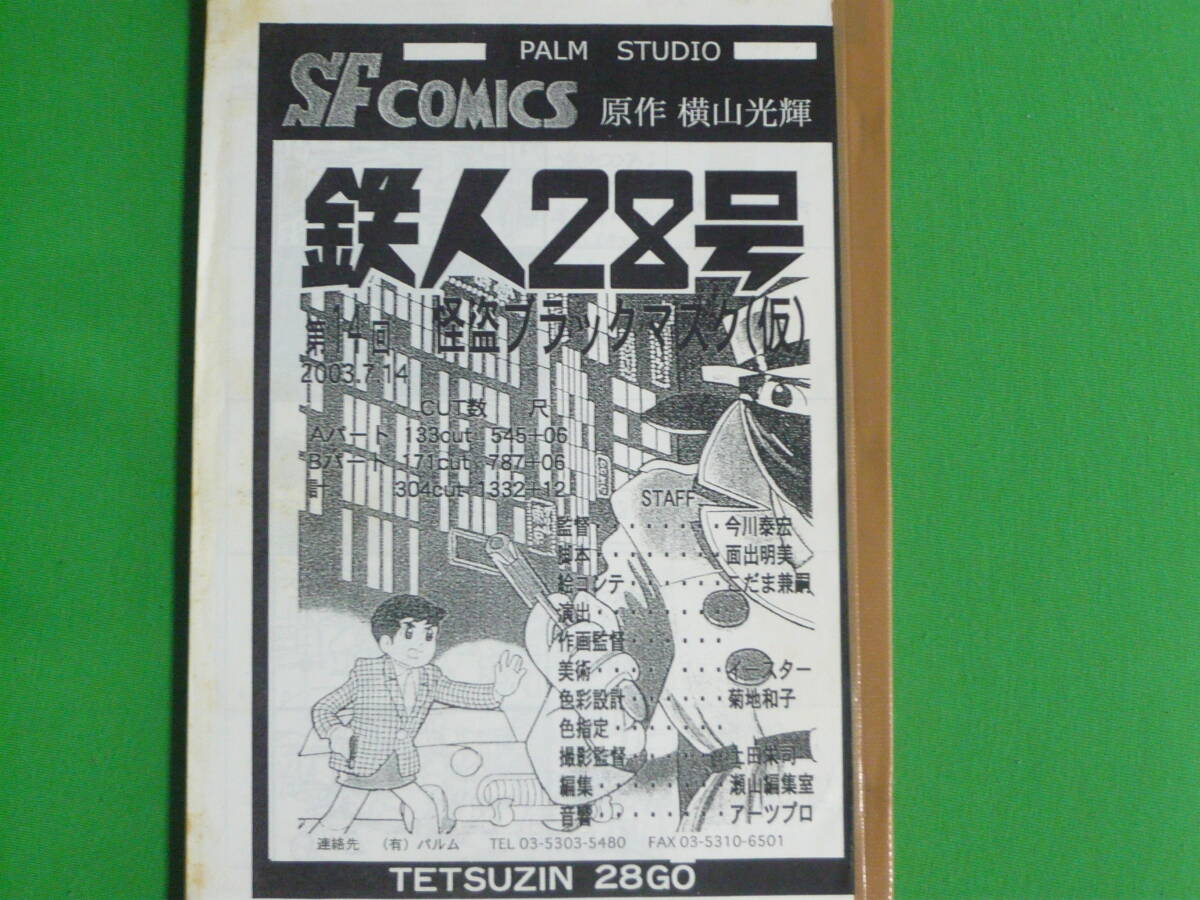 PALM STUDIO
SF COMICS 原作 横山光輝
鉄人28号
第14回 怪盗ブラックマスク(仮)
2003.7.14
CUT数 尺
Aパート 133cut 545+06
Bパート 171cut 787+06
計 304cut 1332+12
STAFF
監督・・・・・・・・今川泰宏
脚本・・・・・・・・面出明美
絵コンテ・・・・・・こだま兼嗣
演出・・・・・・・・
作画監督・・・・・・
美術・・・・・・・・イースター
色彩設計・・・・・・菊地和子
色指定・・・・・・・
撮影監督・・・・・・土田栄司
編集・・・・・・・・瀬山編集室
音響・・・・・・・・アーツプロ
連絡先 (有)パルム TEL 03-5303-5480 FAX 03-5310-6501
TETSUZIN 28GO